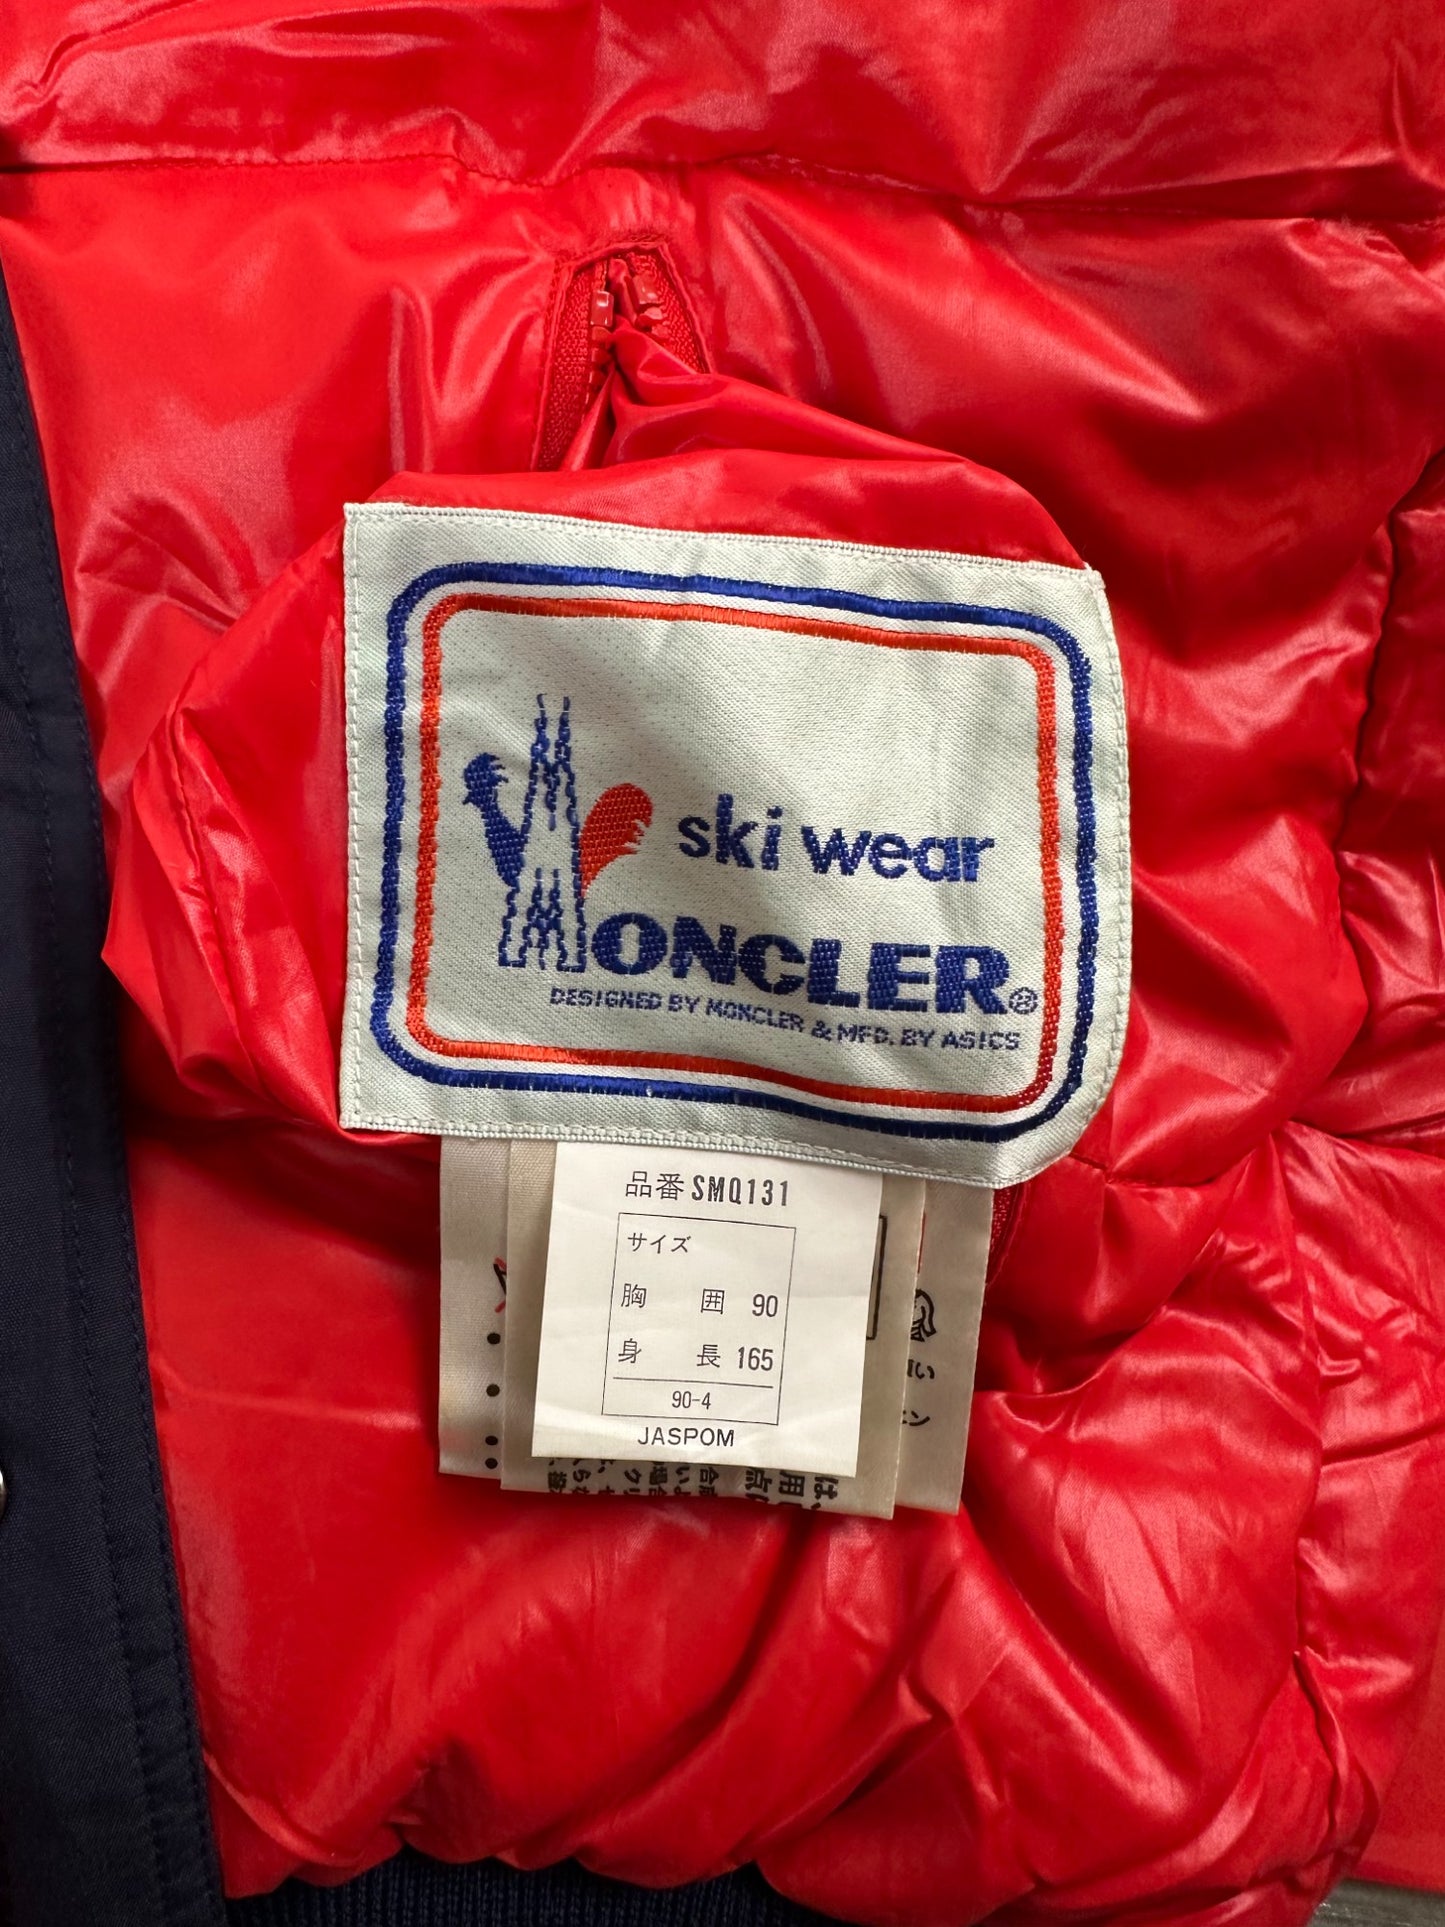 ski wear
MONCLER®
DESIGNED BY MONCLER & MFD. BY ASICS
品番 SMQ131
サイズ
胸 囲 90
身 長 165
90-4
JASPOM